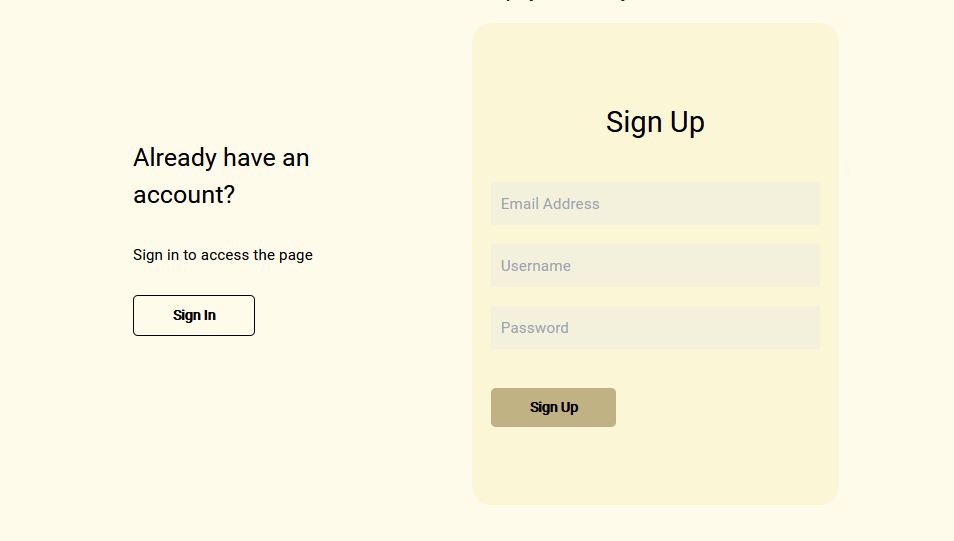 Already have an
account?
Sign in to access the page
Sign In
Sign Up
Email Address
Username
Password
Sign Up